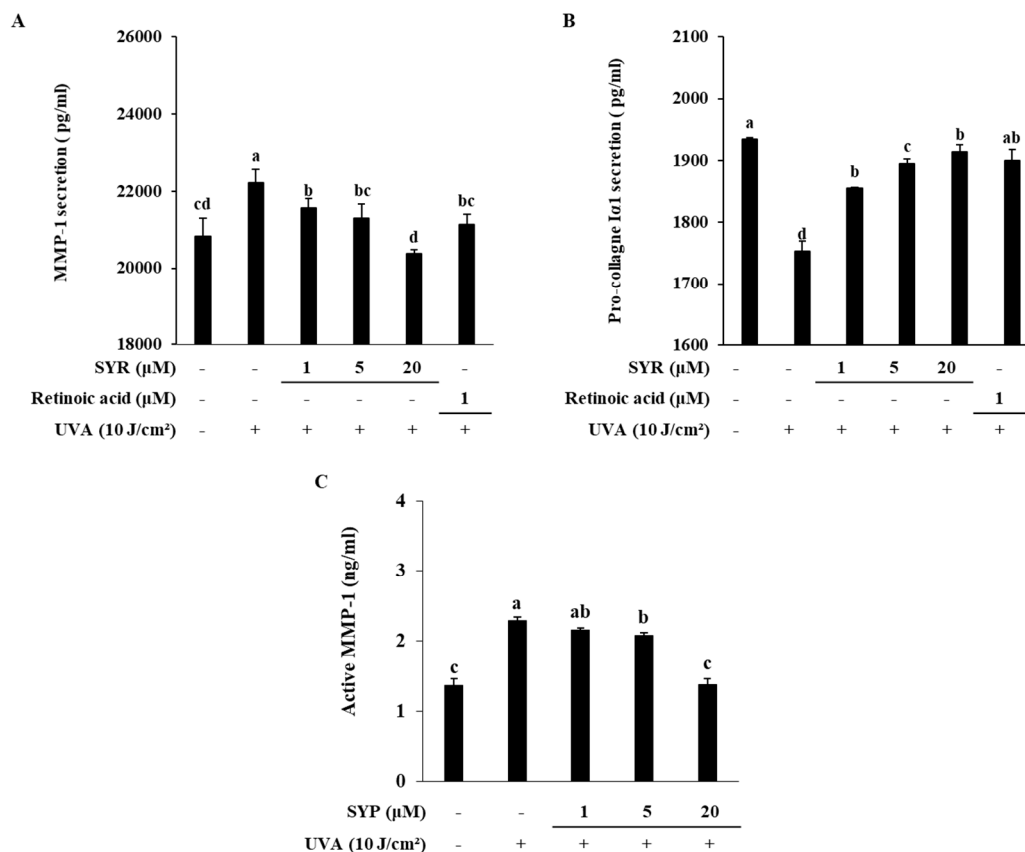 A
MMP-1 secretion ( pg/ml)
26000
24000
22000
20000
18000
cd
a
b
bc
d
bc
SYR (μM) - - 1 5 20 -
Retinoic acid (μM) - - - - - 1
UVA (10 J/cm²) - + + + + +
B
Pro-collagne Iα1 secretion ( pg/ml)
2100
2000
1900
1800
1700
1600
a
d
b
c
b
ab
SYR (μM) - - 1 5 20 -
Retinoic acid (μM) - - - - - 1
UVA (10 J/cm²) - + + + + +
C
Active MMP-1 (ng/ml)
4
3
2
1
0
c
a
ab
b
c
SYP (μM) - - 1 5 20
UVA (10 J/cm²) - + + + +